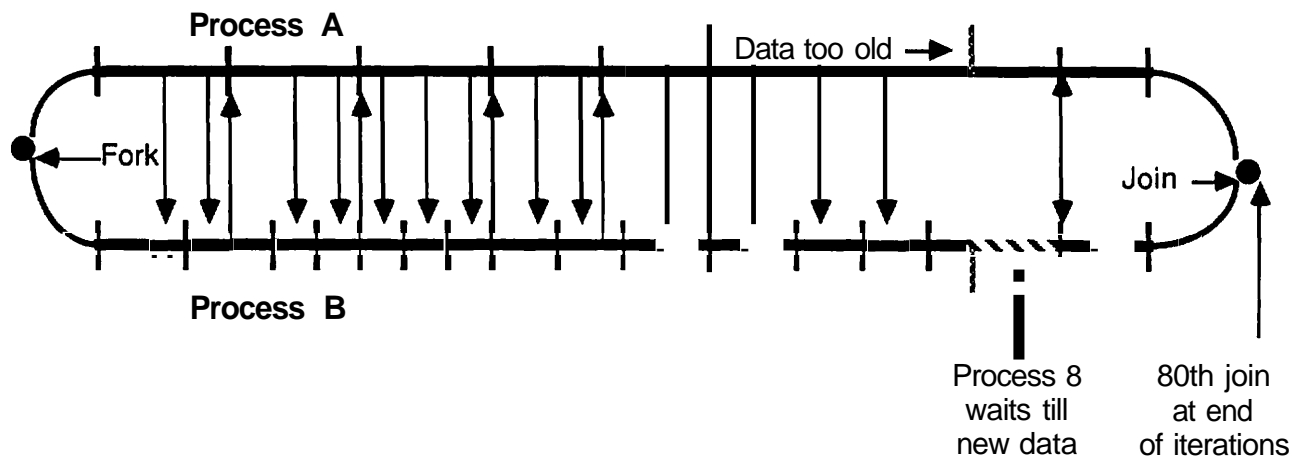 Process A
Data too old
Fork
Join
Process B
Process 8
waits till
new data
80th join
at end
of iterations